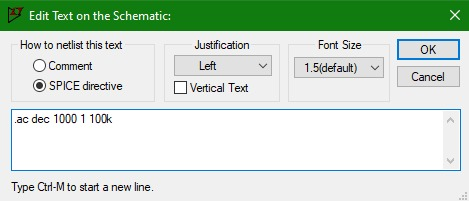 Edit Text on the Schematic:
How to netlist this text
Comment
SPICE directive
Justification
Left
Vertical Text
Font Size
1.5(default)
OK
Cancel
.ac dec 1000 1 100k
Type Ctrl-M to start a new line.